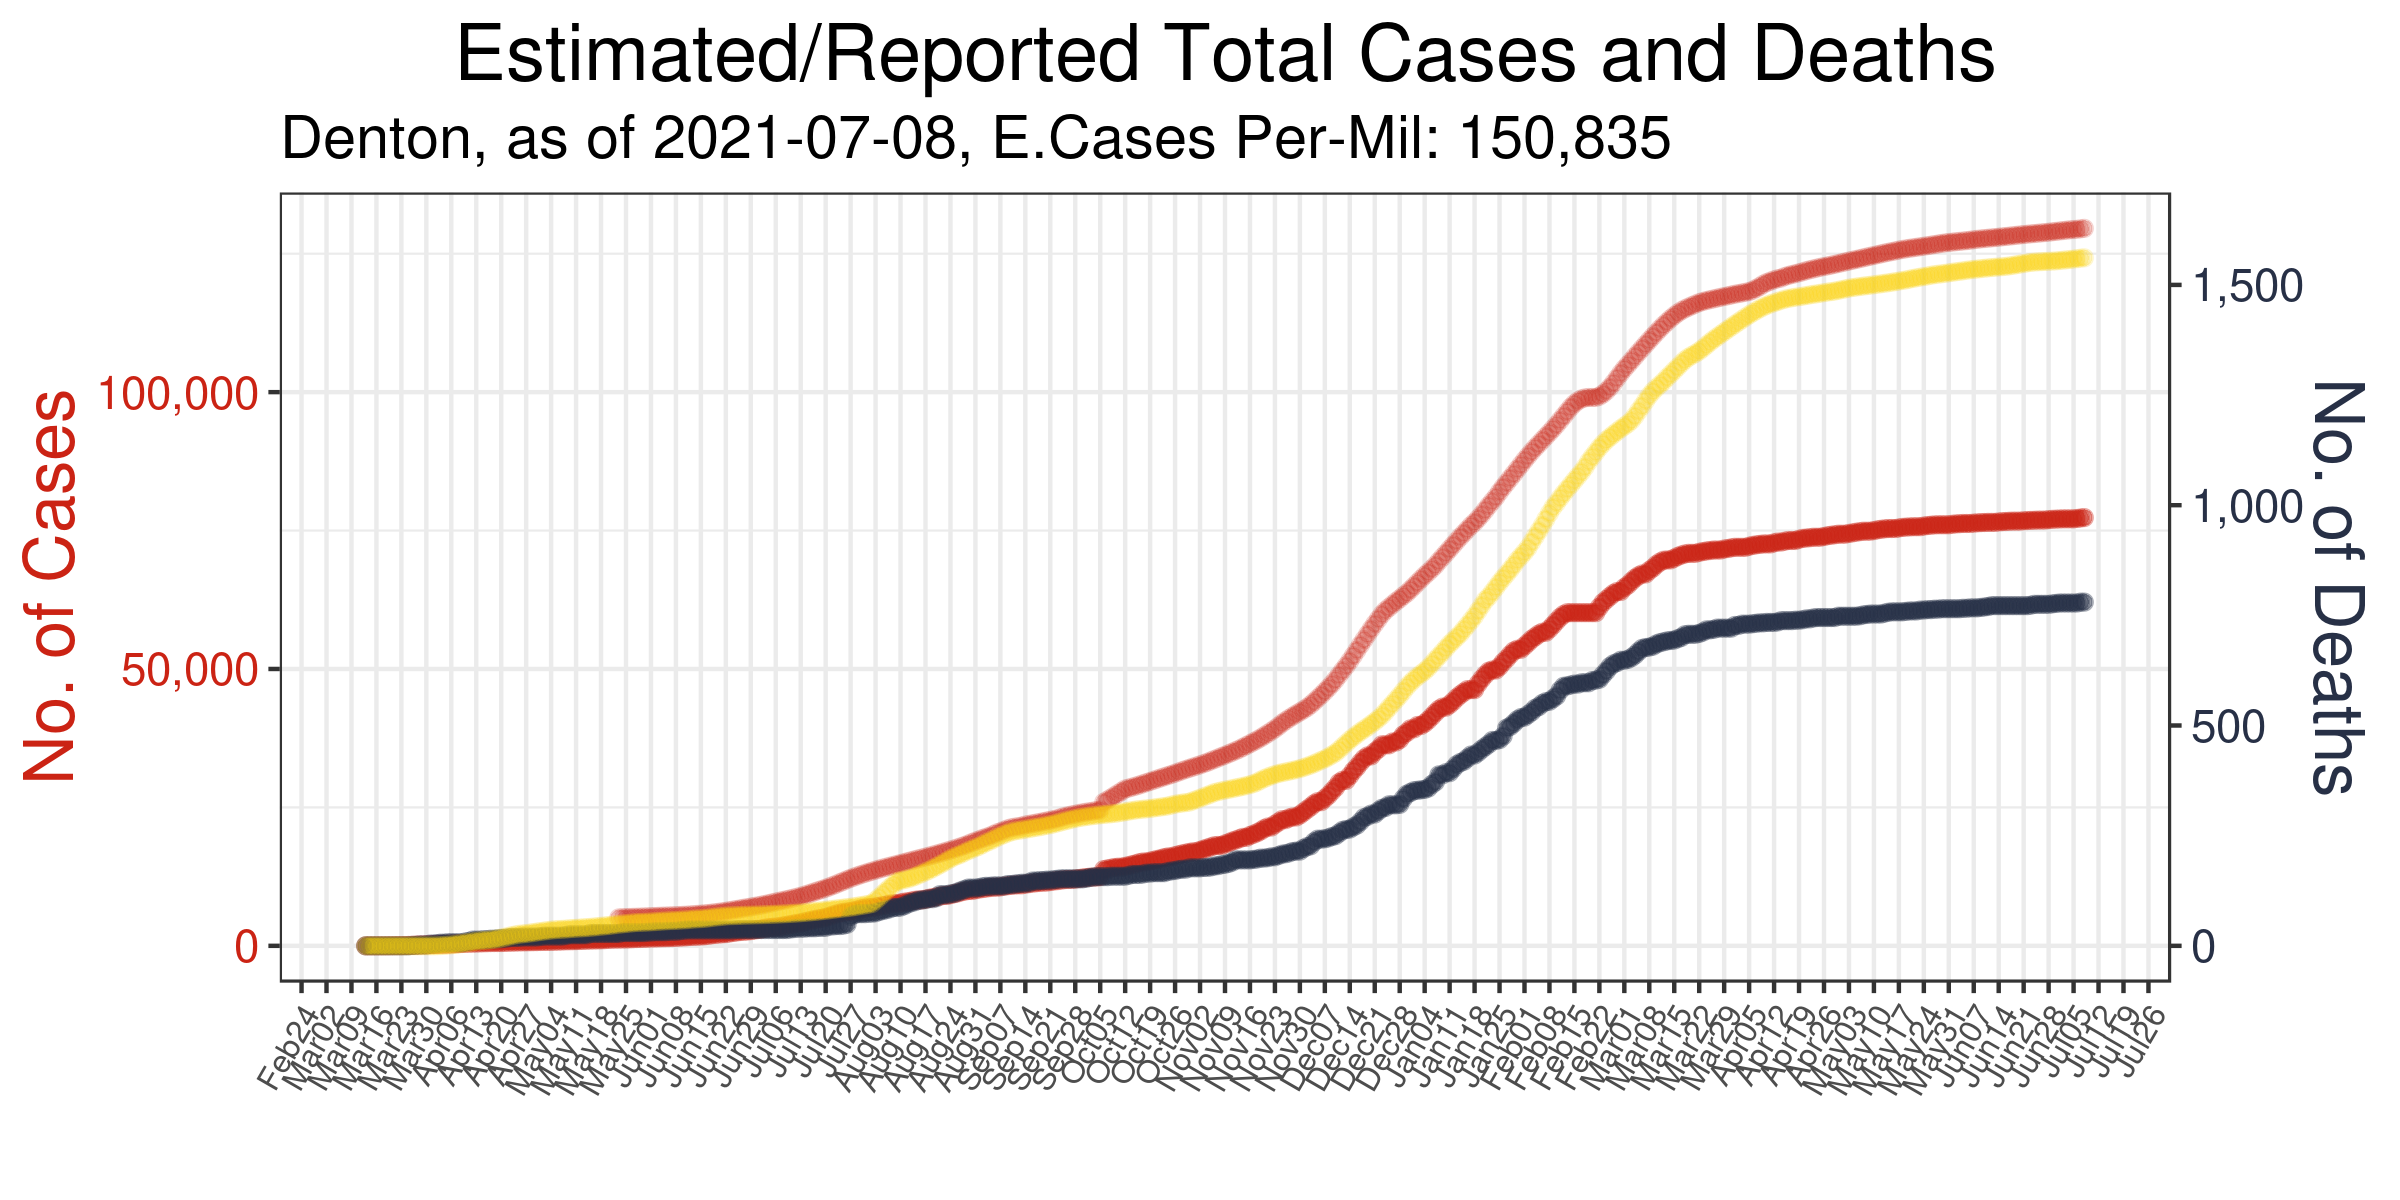 Estimated/Reported Total Cases and Deaths
Denton, as of 2021-07-08, E.Cases Per-Mil: 150,835
No. of Cases
100,000
50,000
0
1,500
1,000
500
0
No. of Deaths
Feb24
Mar02
Mar09
Mar16
Mar23
Mar30
Apr06
Apr13
Apr20
Apr27
May04
May11
May18
May25
Jun01
Jun08
Jun15
Jun22
Jun29
Jul06
Jul13
Jul20
Jul27
Aug03
Aug10
Aug17
Aug24
Aug31
Sep07
Sep14
Sep21
Sep28
Oct05
Oct12
Oct19
Oct26
Nov02
Nov09
Nov16
Nov23
Nov30
Dec07
Dec14
Dec21
Dec28
Jan04
Jan11
Jan18
Jan25
Feb01
Feb08
Feb15
Feb22
Mar01
Mar08
Mar15
Mar22
Mar29
Apr05
Apr12
Apr19
Apr26
May03
May10
May17
May24
May31
Jun07
Jun14
Jun21
Jun28
Jul05
Jul12
Jul19
Jul26